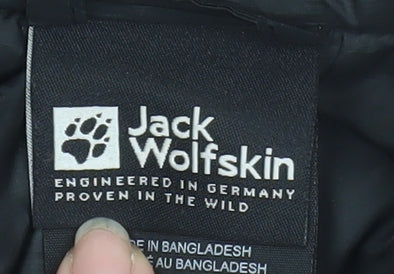 Jack
Wolfskin
ENGINEERED IN GERMANY
PROVEN IN THE WILD
IN BANGLADESH
AU BANGLADESH